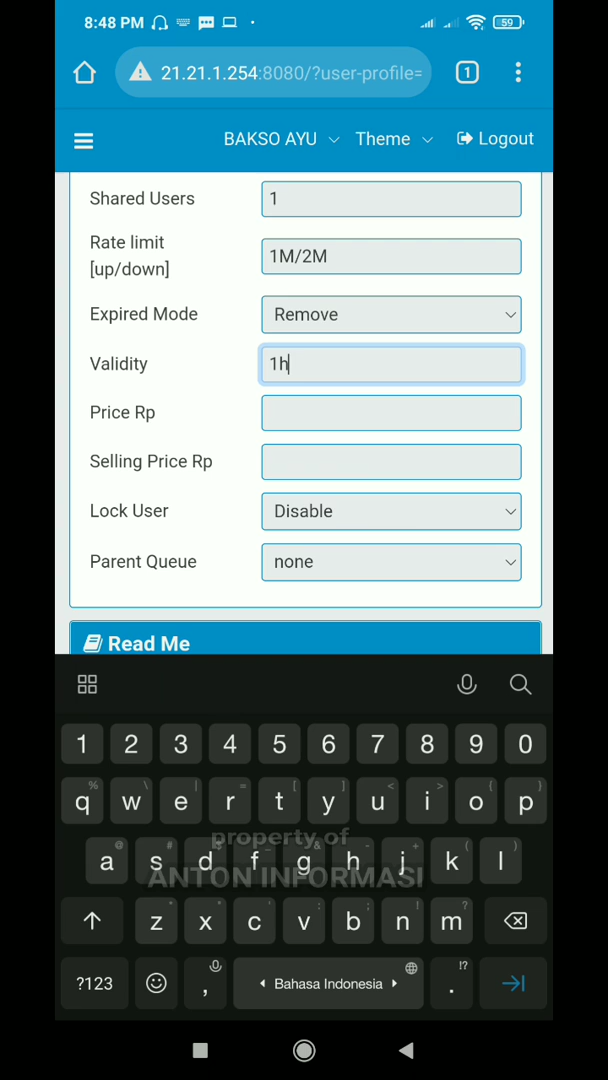 8:48 PM 59
21.21.1.254:8080/?user-profile= 1
BAKSO AYU Theme Logout
Shared Users 1
Rate limit [up/down] 1M/2M
Expired Mode Remove
Validity 1h
Price Rp
Selling Price Rp
Lock User Disable
Parent Queue none
Read Me
1 2 3 4 5 6 7 8 9 0
% \ | = [ ] < > { }
q w e r t y u i o p
@ # - + ( )
a s d f g h j k l
property of
ANTON INFORMASI
* " ' : ; ! ?
z x c v b n m
!?
?123 , Bahasa Indonesia .